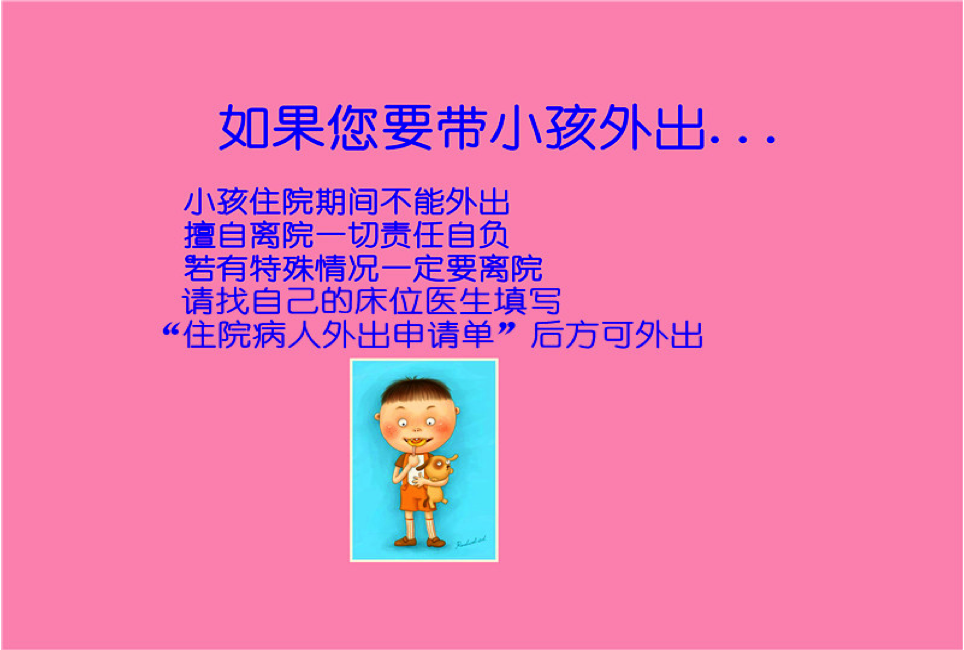 如果您要带小孩外出...
小孩住院期间不能外出
擅自离院一切责任自负
若有特殊情况一定要离院
请找自己的床位医生填写
“住院病人外出申请单”后方可外出